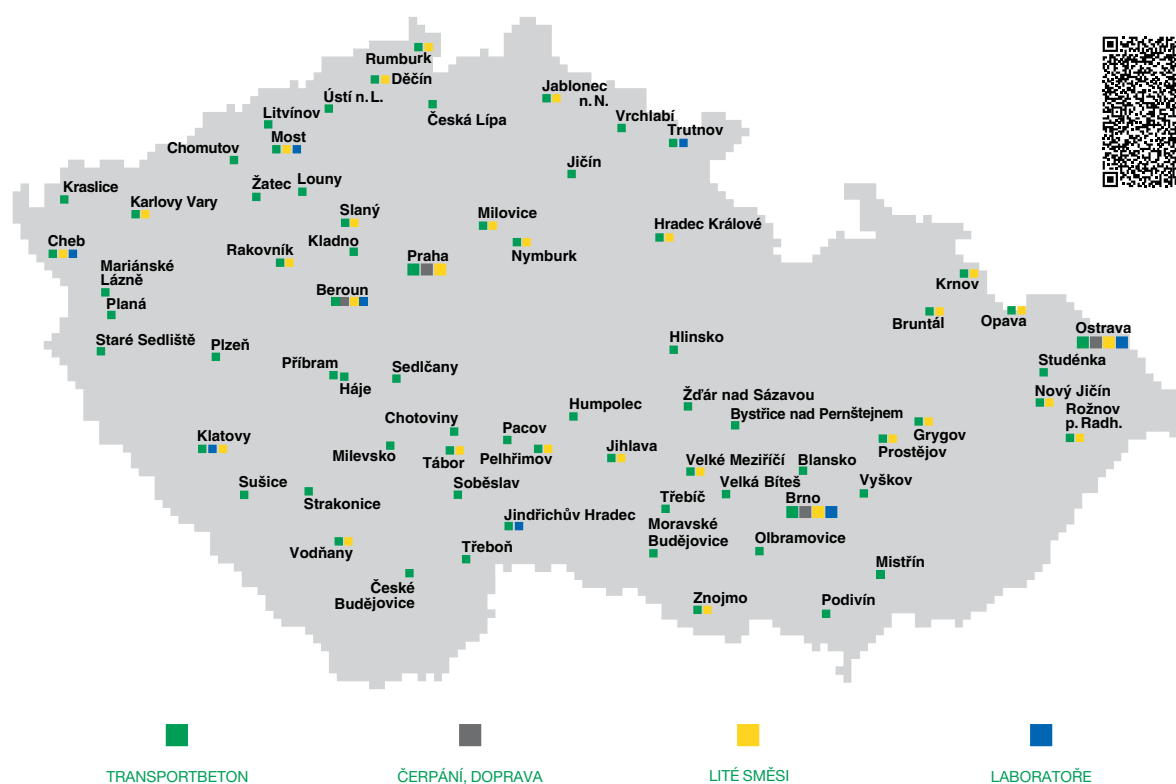 Rumburk
Děčín
Ústí n. L.
Česká Lípa
Jablonec
n. N.
Litvínov
Most
Vrchlabí
Trutnov
Chomutov
Jičín
Kraslice
Žatec
Louny
Karlovy Vary
Slaný
Milovice
Hradec Králové
Cheb
Rakovník
Kladno
Praha
Nymburk
Mariánské
Lázně
Beroun
Krnov
Planá
Bruntál
Opava
Ostrava
Staré Sedliště
Plzeň
Hlinsko
Studénka
Příbram
Háje
Sedlčany
Žďár nad Sázavou
Nový Jičín
Humpolec
Bystřice nad Pernštejnem
Rožnov
p. Radh.
Chotoviny
Pacov
Grygov
Klatovy
Milevsko
Tábor
Pelhřimov
Jihlava
Prostějov
Velké Meziříčí
Blansko
Sušice
Strakonice
Soběslav
Velká Bíteš
Vyškov
Třebíč
Brno
Jindřichův Hradec
Moravské
Budějovice
Olbramovice
Vodňany
Třeboň
Mistřín
České
Budějovice
Znojmo
Podivín
TRANSPORTBETON
ČERPÁNÍ, DOPRAVA
LITÉ SMĚSI
LABORATOŘE